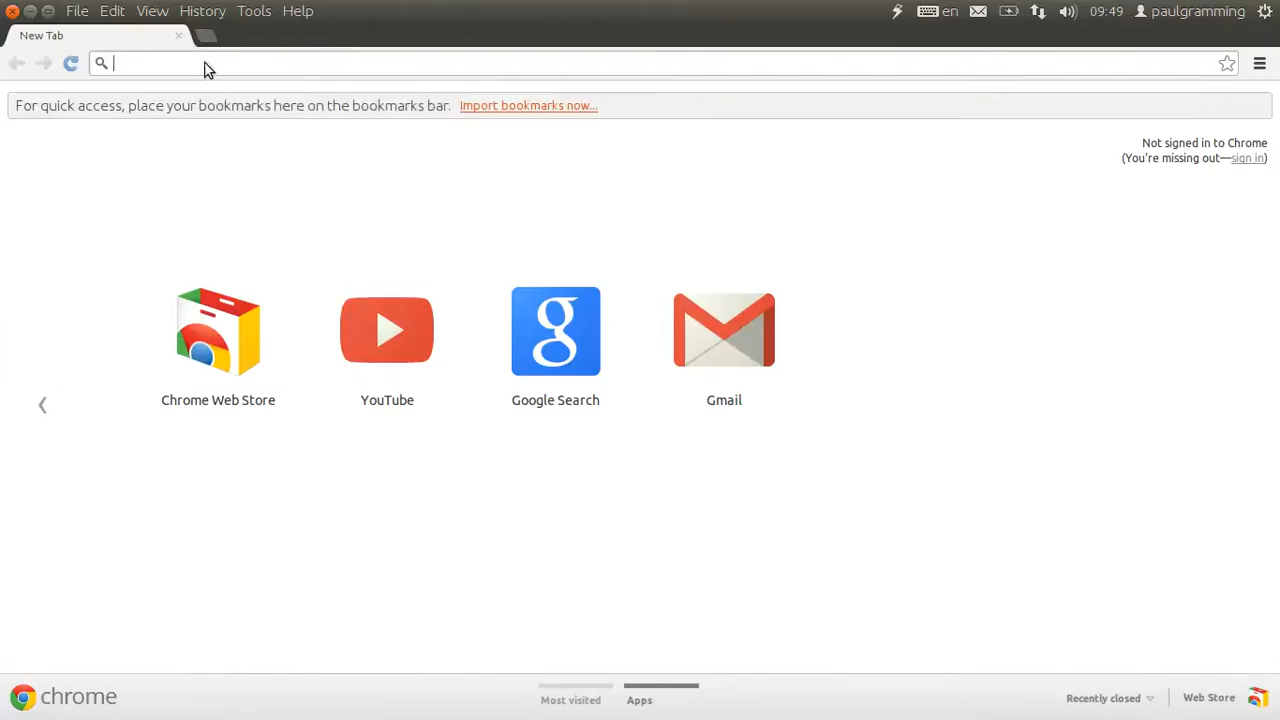 File Edit View History Tools Help
en 09:49 paulgramming
New Tab
For quick access, place your bookmarks here on the bookmarks bar. Import bookmarks now...
Not signed in to Chrome
(You're missing out—sign in)
g
Chrome Web Store YouTube Google Search Gmail
chrome Most visited Apps Recently closed Web Store